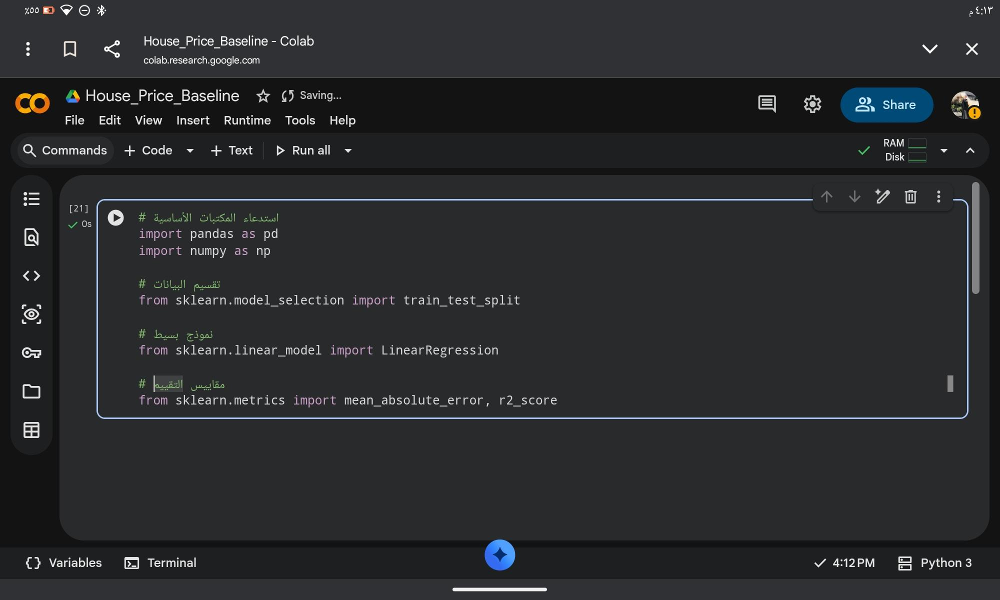 ٪٥٥
٤:١٣ م
House_Price_Baseline - Colab
colab.research.google.com
House_Price_Baseline
Saving...
File Edit View Insert Runtime Tools Help
Share
Commands + Code + Text Run all
RAM
Disk
[21]
0s
# استدعاء المكتبات الأساسية
import pandas as pd
import numpy as np
# تقسيم البيانات
from sklearn.model_selection import train_test_split
# نموذج بسيط
from sklearn.linear_model import LinearRegression
# مقاييس التقييم
from sklearn.metrics import mean_absolute_error, r2_score
Variables Terminal
4:12 PM Python 3